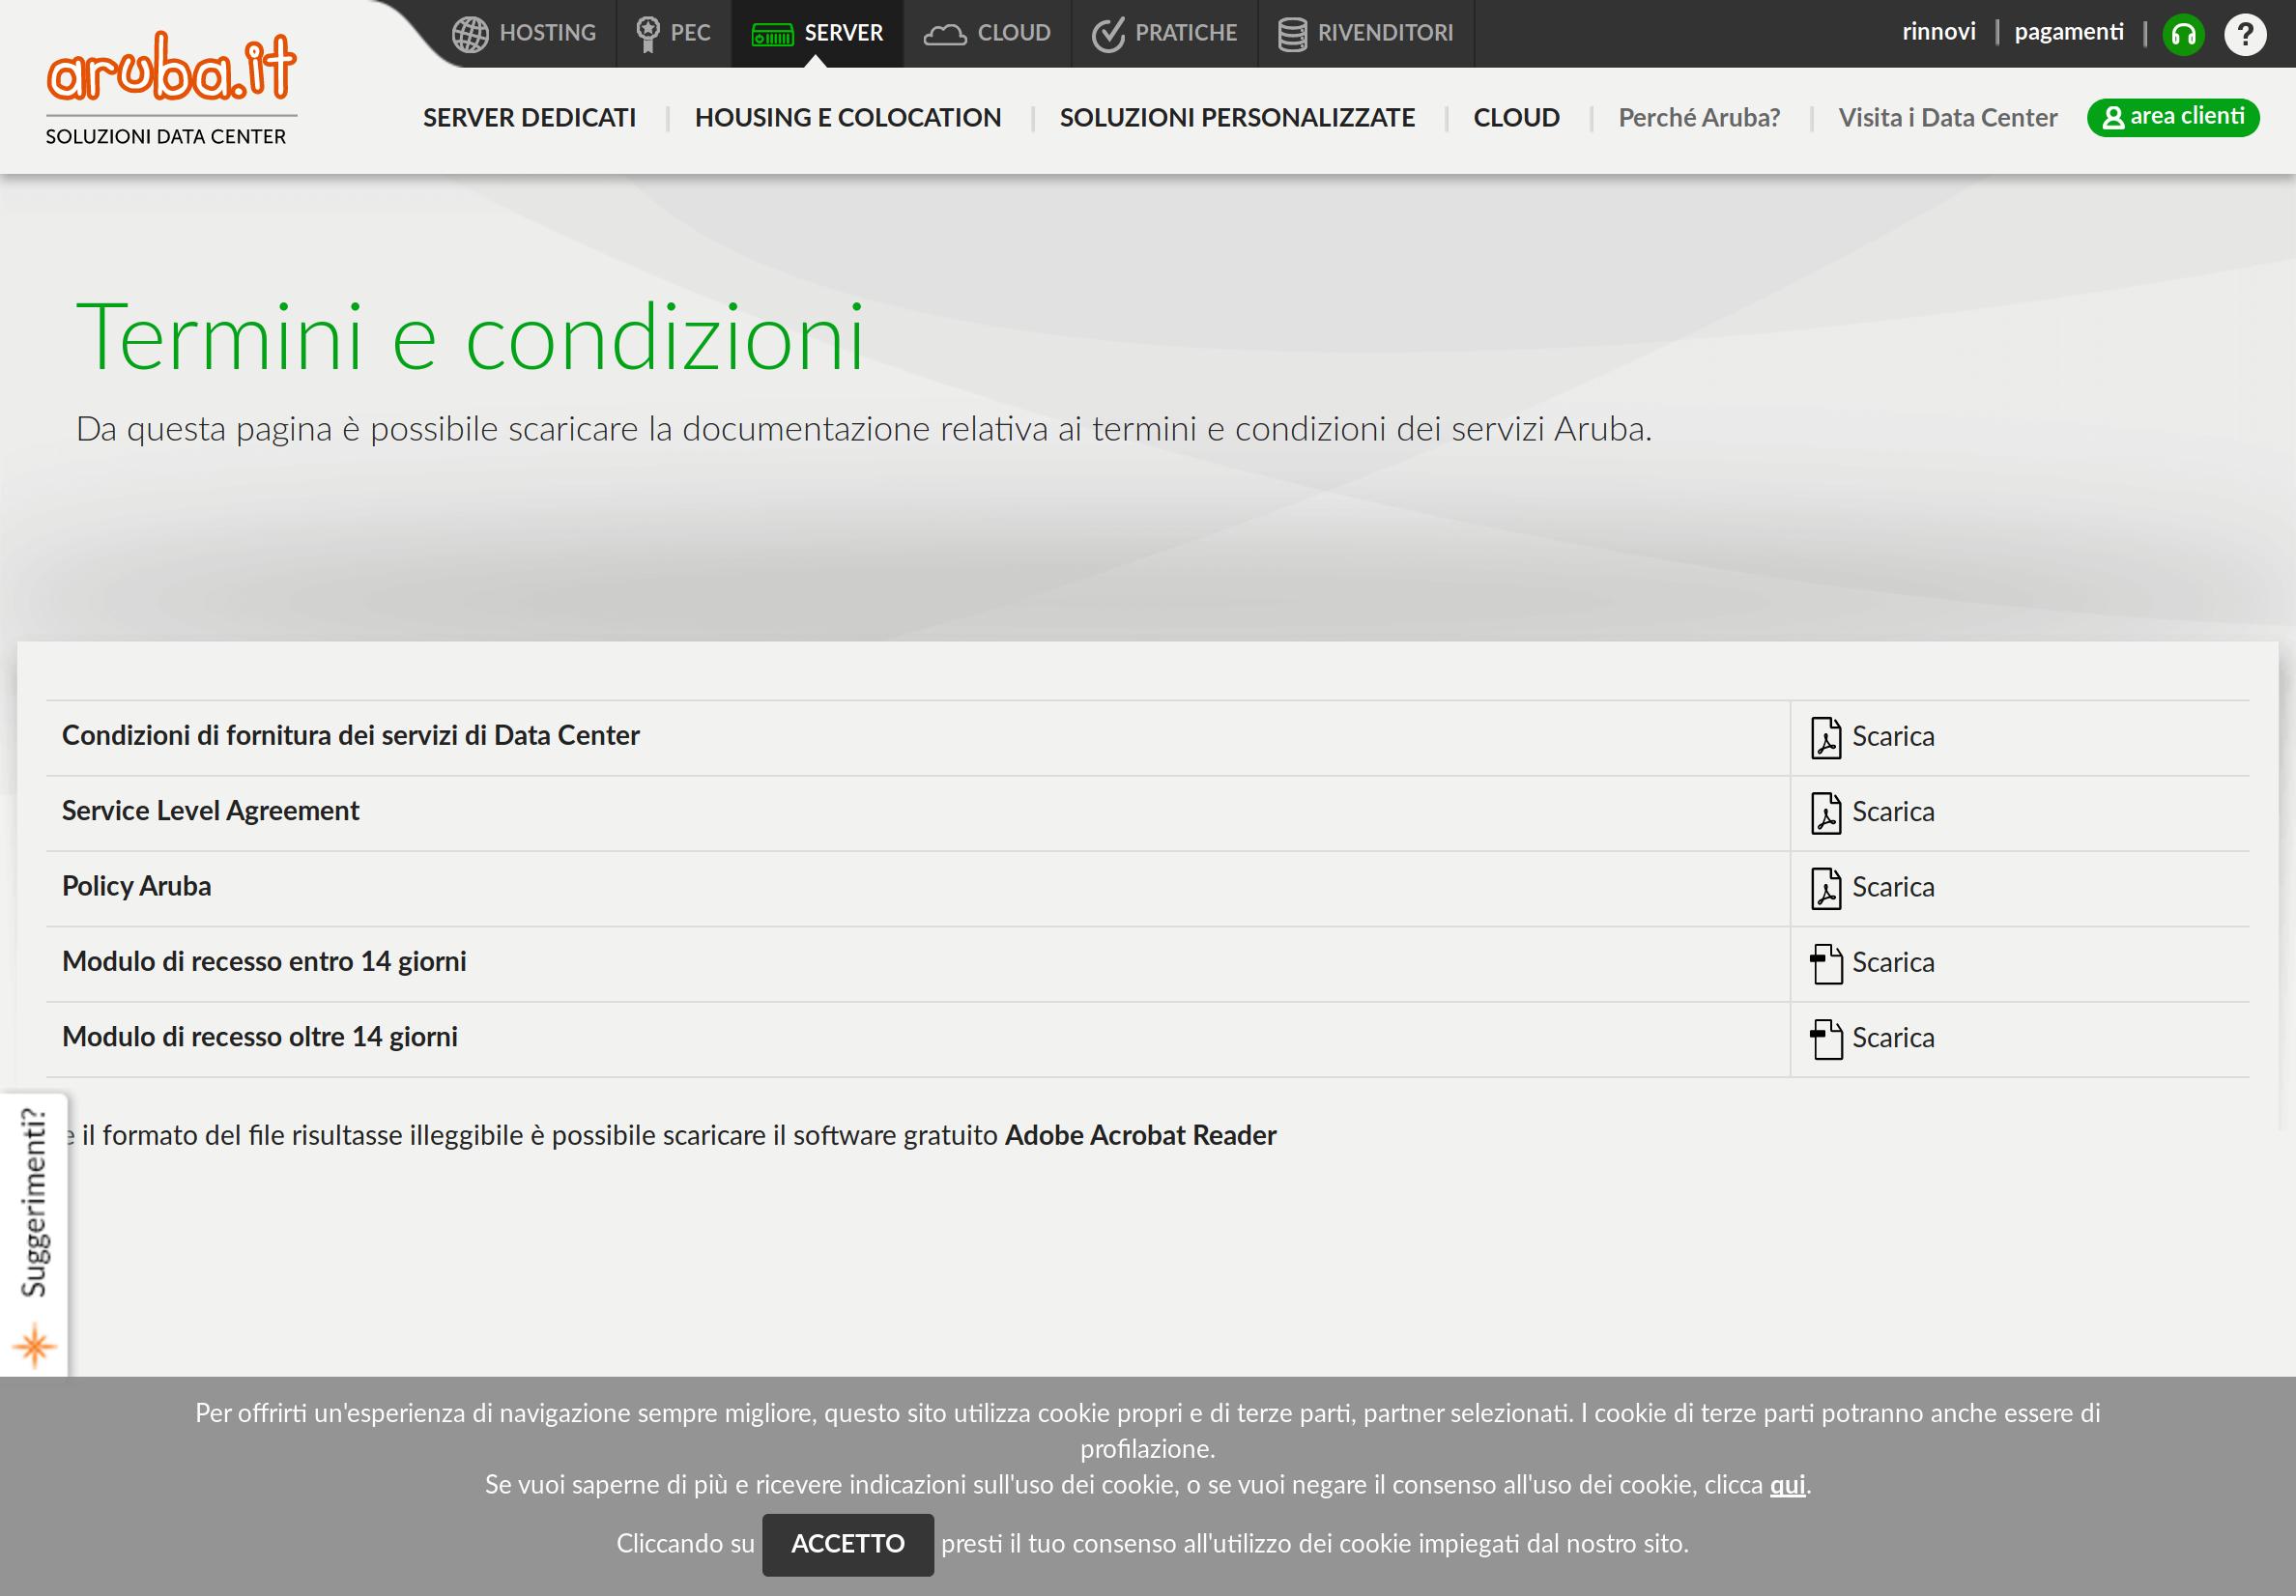 aruba.it
SOLUZIONI DATA CENTER
HOSTING
PEC
SERVER
CLOUD
PRATICHE
RIVENDITORI
rinnovi
pagamenti
?
SERVER DEDICATI
HOUSING E COLOCATION
SOLUZIONI PERSONALIZZATE
CLOUD
Perché Aruba?
Visita i Data Center
area clienti
Termini e condizioni
Da questa pagina è possibile scaricare la documentazione relativa ai termini e condizioni dei servizi Aruba.
Condizioni di fornitura dei servizi di Data Center Scarica
Service Level Agreement Scarica
Policy Aruba Scarica
Modulo di recesso entro 14 giorni Scarica
Modulo di recesso oltre 14 giorni Scarica
e il formato del file risultasse illeggibile è possibile scaricare il software gratuito Adobe Acrobat Reader
Suggerimenti?
Per offrirti un'esperienza di navigazione sempre migliore, questo sito utilizza cookie propri e di terze parti, partner selezionati. I cookie di terze parti potranno anche essere di
profilazione.
Se vuoi saperne di più e ricevere indicazioni sull'uso dei cookie, o se vuoi negare il consenso all'uso dei cookie, clicca qui.
Cliccando su ACCETTO presti il tuo consenso all'utilizzo dei cookie impiegati dal nostro sito.